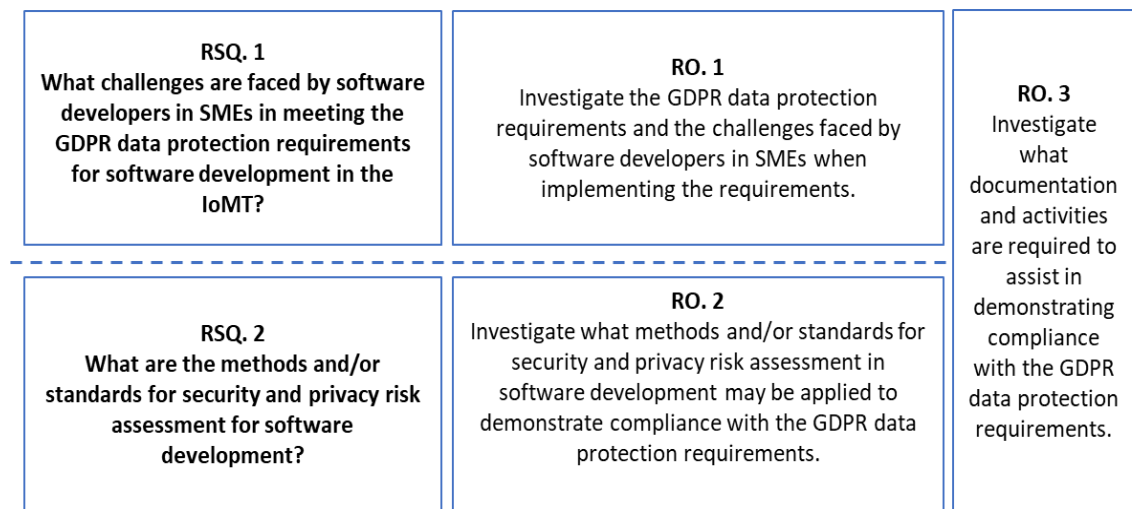 RSQ. 1
What challenges are faced by software
developers in SMEs in meeting the
GDPR data protection requirements
for software development in the
IoMT?
RO. 1
Investigate the GDPR data protection
requirements and the challenges faced by
software developers in SMEs when
implementing the requirements.
RSQ. 2
What are the methods and/or
standards for security and privacy risk
assessment for software
development?
RO. 2
Investigate what methods and/or standards for
security and privacy risk assessment in
software development may be applied to
demonstrate compliance with the GDPR data
protection requirements.
RO. 3
Investigate
what
documentation
and activities
are required to
assist in
demonstrating
compliance
with the GDPR
data protection
requirements.